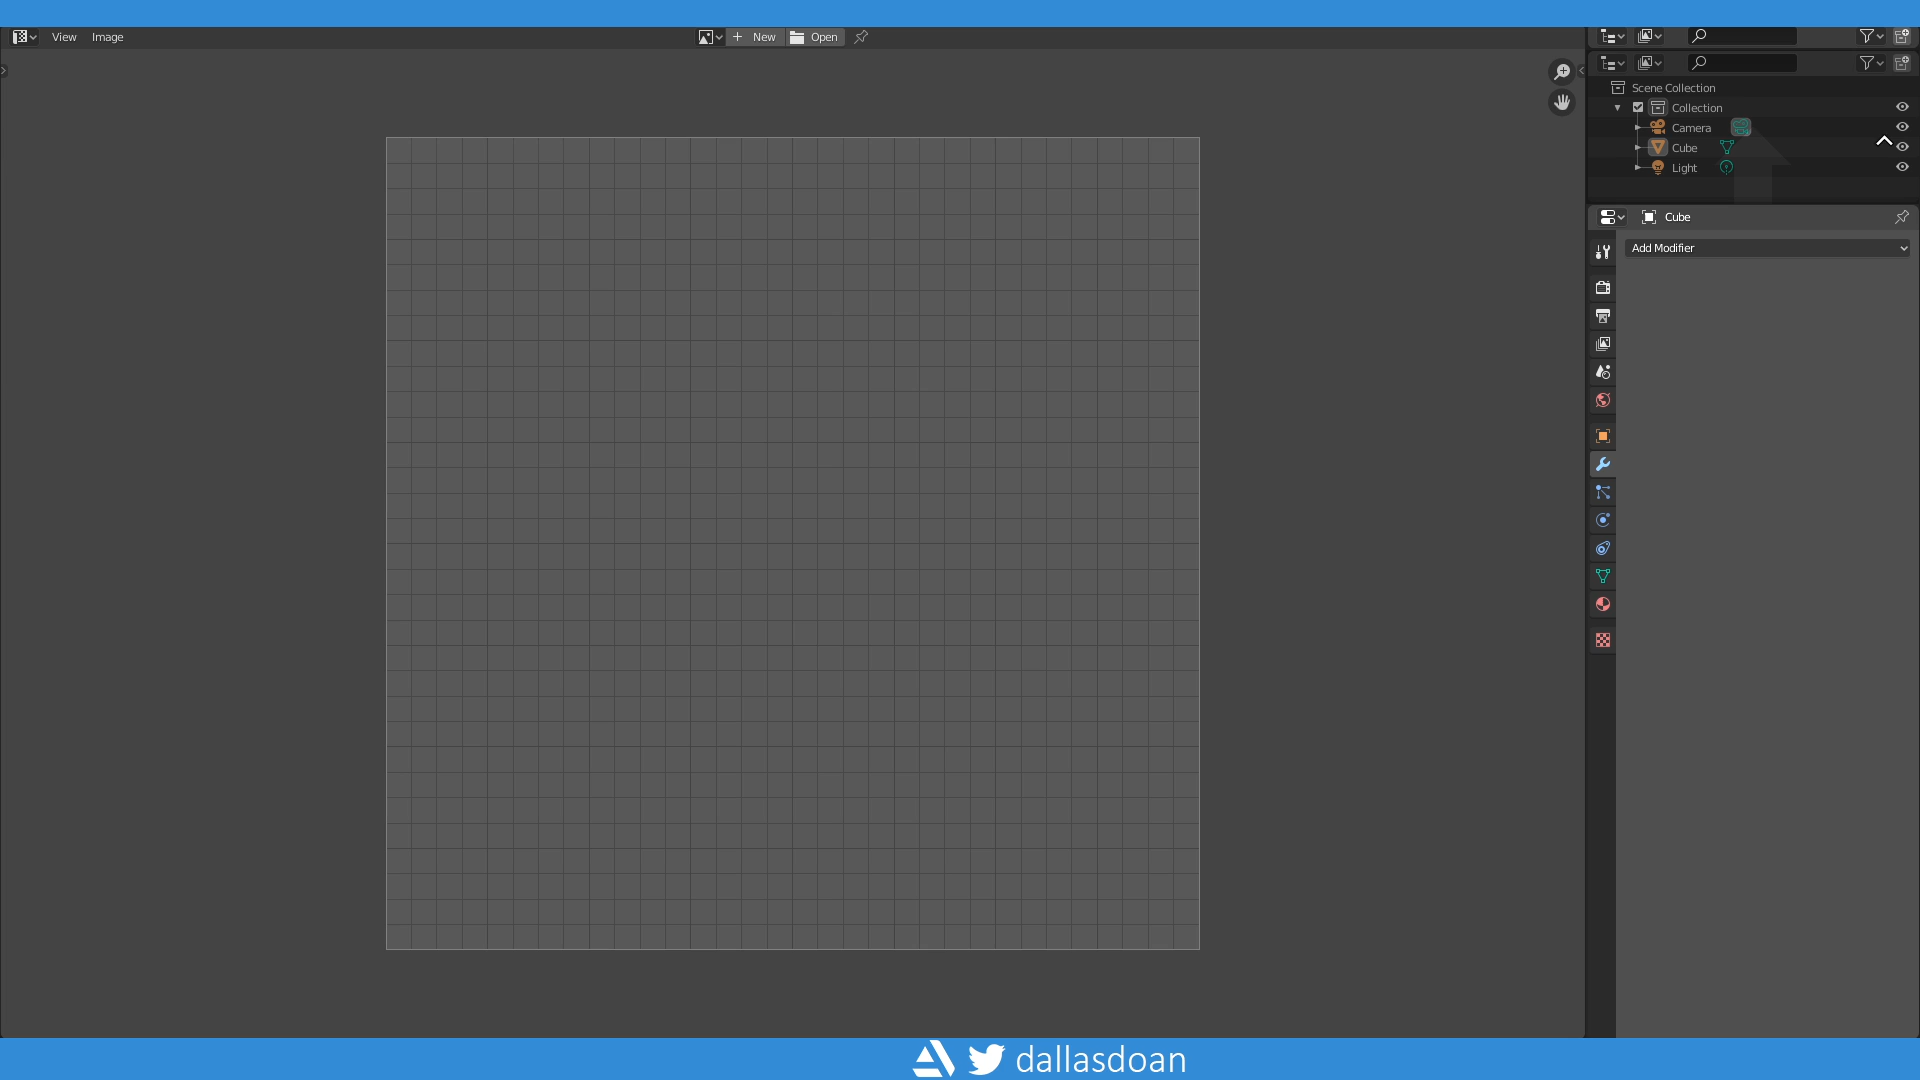 View Image New Open
Scene Collection
Collection
Camera
Cube
Light
Cube
Add Modifier
dallasdoan